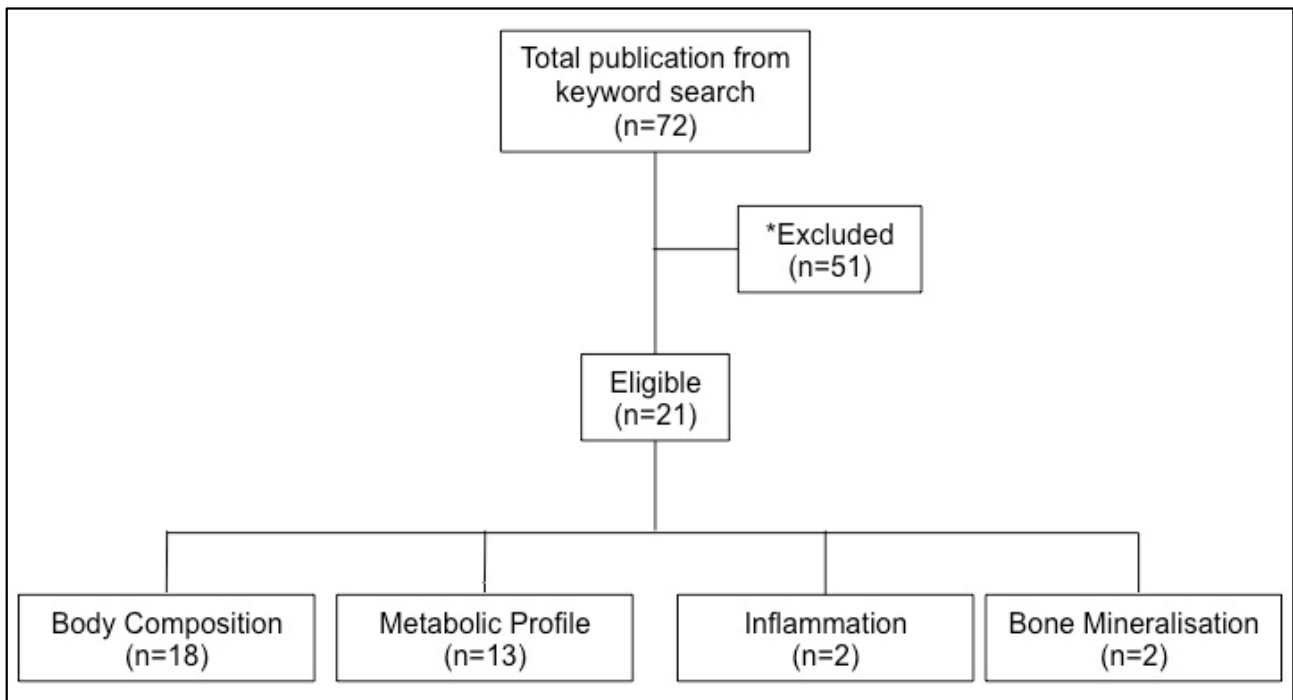 Total publication from
keyword search
(n=72)
*Excluded
(n=51)
Eligible
(n=21)
Body Composition
(n=18)
Metabolic Profile
(n=13)
Inflammation
(n=2)
Bone Mineralisation
(n=2)